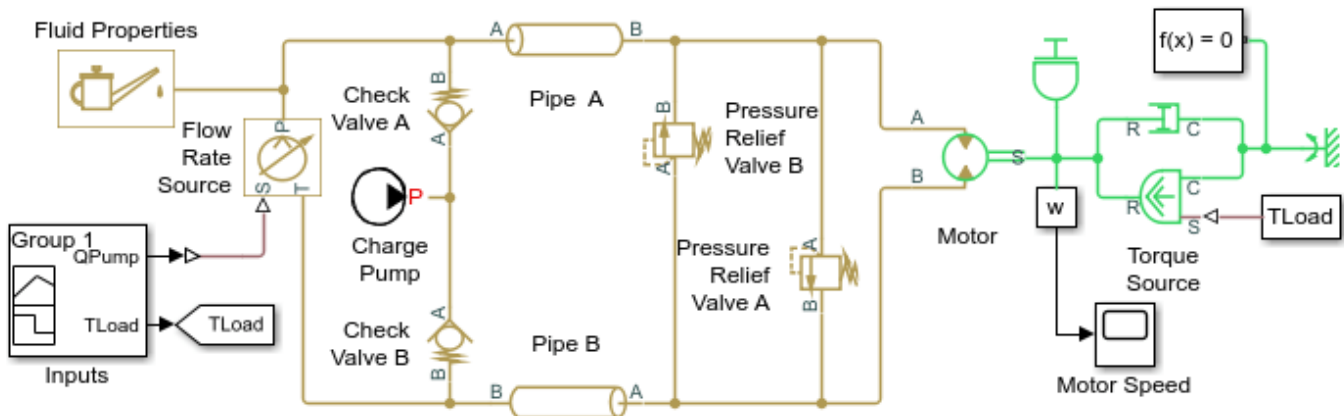 Fluid Properties
A
B
f(x) = 0
B
Check
Valve A
A
Pipe A
B
Pressure
Relief
Valve B
A
Flow
Rate
Source
P
S
T
A
B
Motor
S
R
C
R
C
S
TLoad
Torque
Source
w
P
Charge
Pump
Pressure
Relief
Valve A
A
B
Group 1
QPump
TLoad
TLoad
Inputs
A
Check
Valve B
B
Pipe B
B
A
Motor Speed